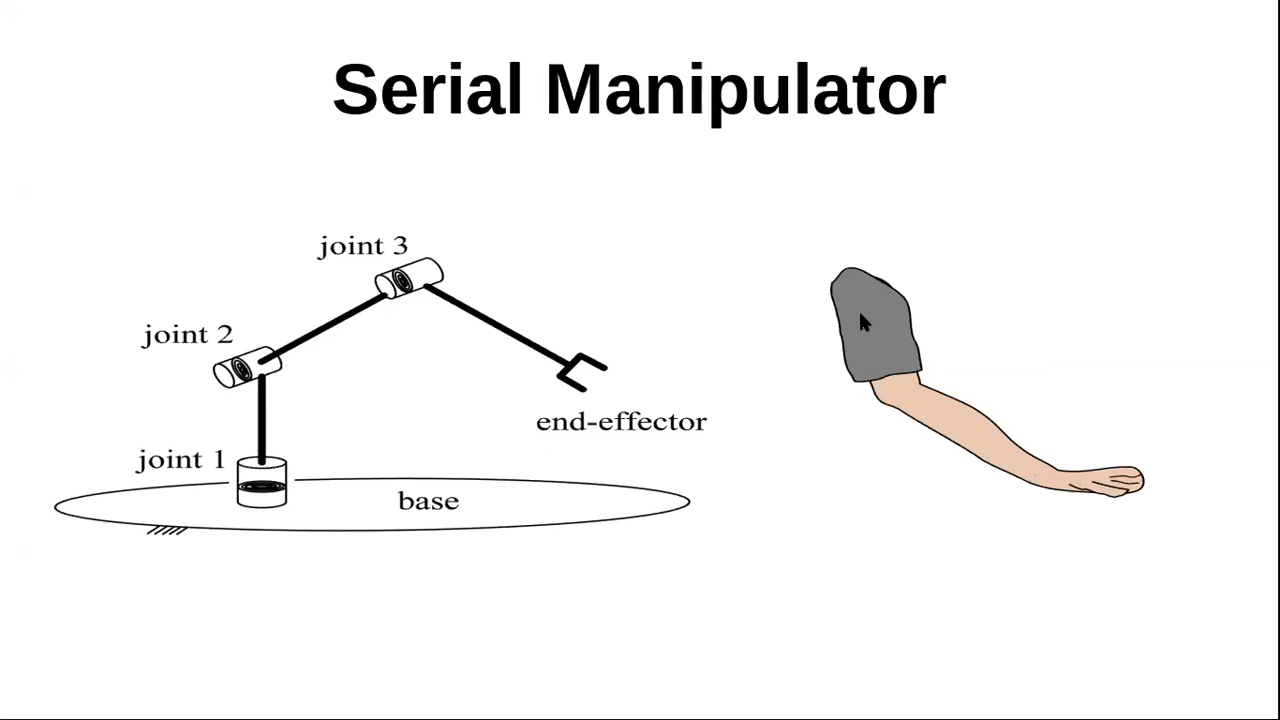 Serial Manipulator
joint 3
joint 2
end-effector
joint 1
base